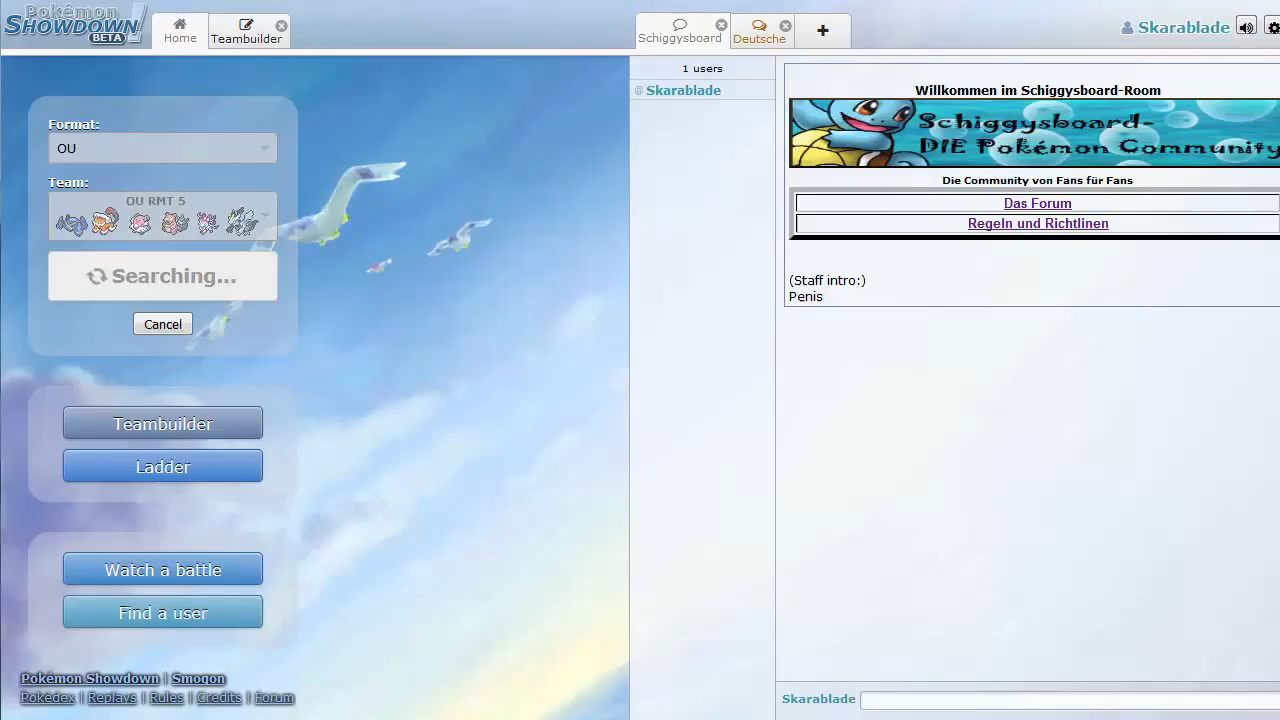 Pokémon
Showdown!
BETA
Home
Teambuilder
Schiggysboard
Deutsche
+
Skarablade
Format:
OU
Team:
OU RMT 5
Searching...
Cancel
Teambuilder
Ladder
Watch a battle
Find a user
Pokémon Showdown | Smogon
Pokédex | Replays | Rules | Credits | Forum
1 users
@ Skarablade
Willkommen im Schiggysboard-Room
Schiggysboard-
DIE Pokémon Community
Die Community von Fans für Fans
Das Forum
Regeln und Richtlinen
(Staff intro:)
Penis
Skarablade